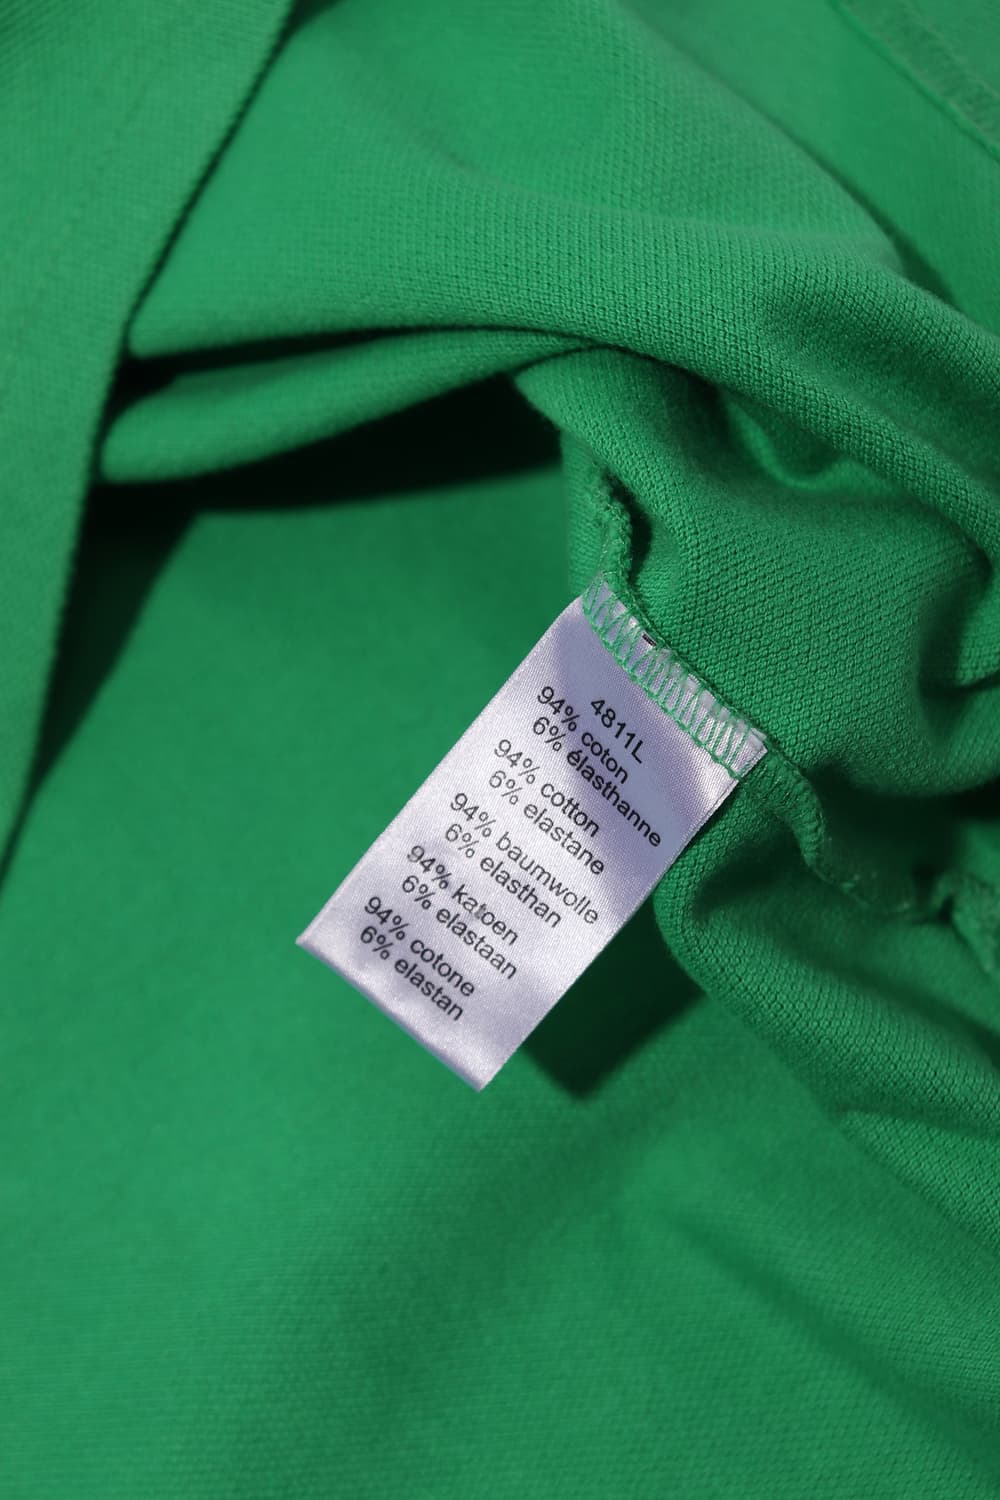 4811L
94% coton
6% élasthanne
94% cotton
6% elastane
94% baumwolle
6% elasthan
94% katoen
6% elastaan
94% cotone
6% elastan